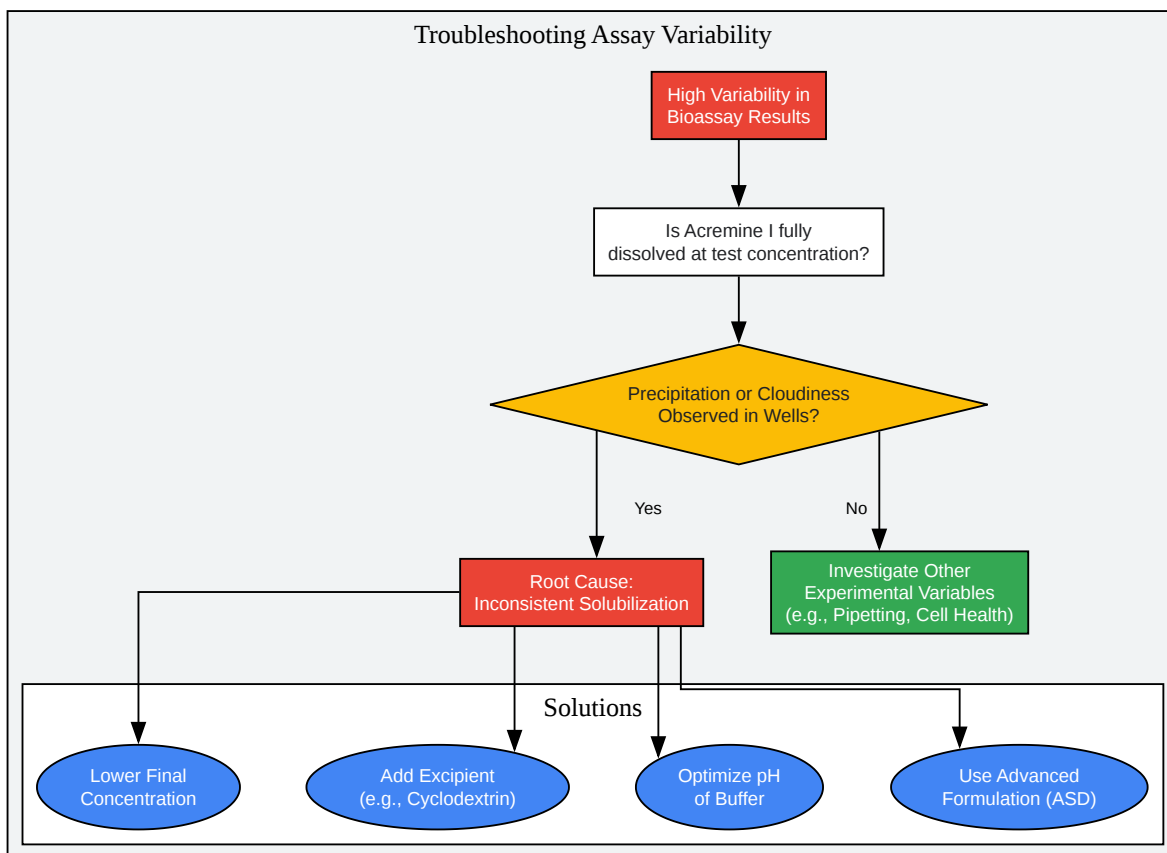 Troubleshooting Assay Variability
High Variability in
Bioassay Results
Is Acremine I fully
dissolved at test concentration?
Precipitation or Cloudiness
Observed in Wells?
Yes
No
Root Cause:
Inconsistent Solubilization
Investigate Other
Experimental Variables
(e.g., Pipetting, Cell Health)
Solutions
Lower Final
Concentration
Add Excipient
(e.g., Cyclodextrin)
Optimize pH
of Buffer
Use Advanced
Formulation (ASD)